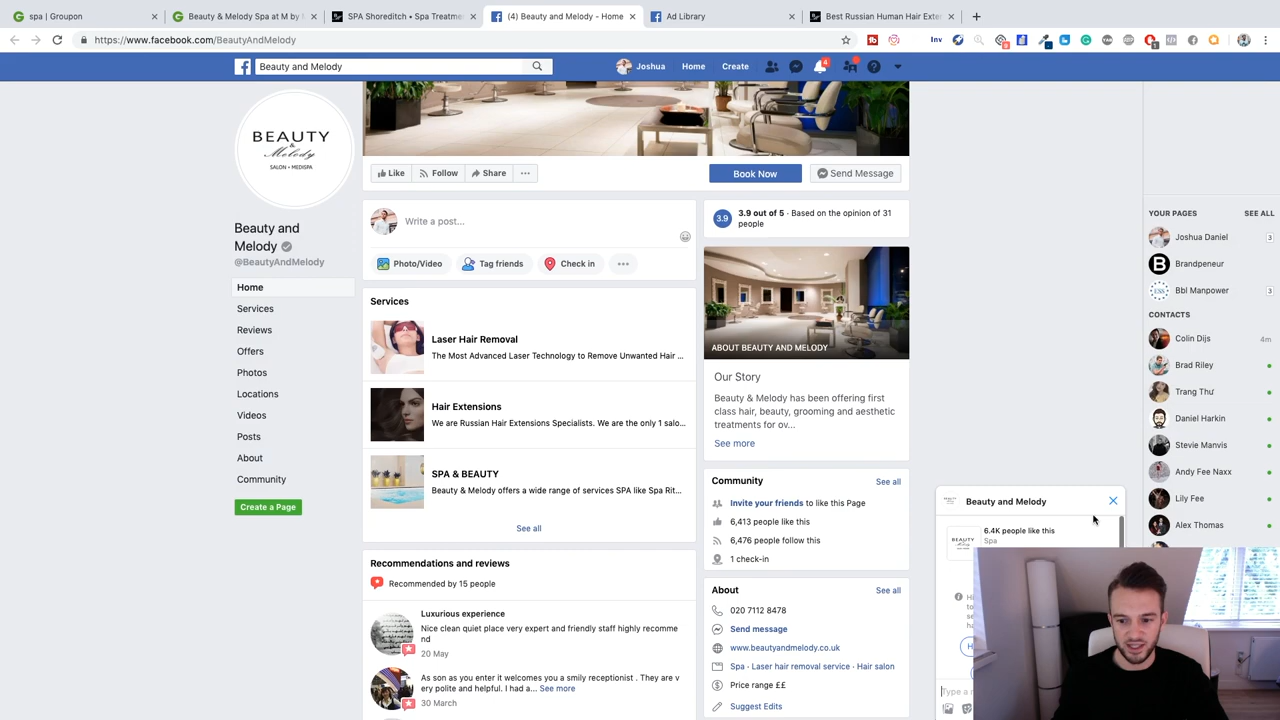 spa | Groupon
Beauty & Melody Spa at M by
SPA Shoreditch • Spa Treatme
(4) Beauty and Melody - Home
Ad Library
Best Russian Human Hair Exte
https://www.facebook.com/BeautyAndMelody
Inv
Beauty and Melody
Joshua
Home
Create
4
BEAUTY
&
Melody
SALON • MEDISPA
Like
Follow
Share
Book Now
Send Message
Beauty and
Melody
@BeautyAndMelody
Home
Services
Reviews
Offers
Photos
Locations
Videos
Posts
About
Community
Create a Page
Write a post...
Photo/Video
Tag friends
Check in
Services
Laser Hair Removal
The Most Advanced Laser Technology to Remove Unwanted Hair ...
Hair Extensions
We are Russian Hair Extensions Specialists. We are the only 1 salo...
SPA & BEAUTY
Beauty & Melody offers a wide range of services SPA like Spa Rit...
See all
Recommendations and reviews
Recommended by 15 people
Luxurious experience
Nice clean quiet place very expert and friendly staff highly recomme
nd
20 May
As son as you enter it welcomes you a smily receptionist . They are v
ery polite and helpful. I had a... See more
30 March
3.9
3.9 out of 5 · Based on the opinion of 31
people
ABOUT BEAUTY AND MELODY
Our Story
Beauty & Melody has been offering first
class hair, beauty, grooming and aesthetic
treatments for ov...
See more
Community
See all
Invite your friends to like this Page
6,413 people like this
6,476 people follow this
1 check-in
About
See all
020 7112 8478
Send message
www.beautyandmelody.co.uk
Spa · Laser hair removal service · Hair salon
Price range ££
Suggest Edits
YOUR PAGES
SEE ALL
Joshua Daniel
3
Brandpeneur
Bbl Manpower
3
CONTACTS
Colin Dijs
4m
Brad Riley
Trang Thư
Daniel Harkin
Stevie Manvis
Andy Fee Naxx
Lily Fee
Alex Thomas
Beauty and Melody
6.4K people like this
Spa
BEAUTY
Type a